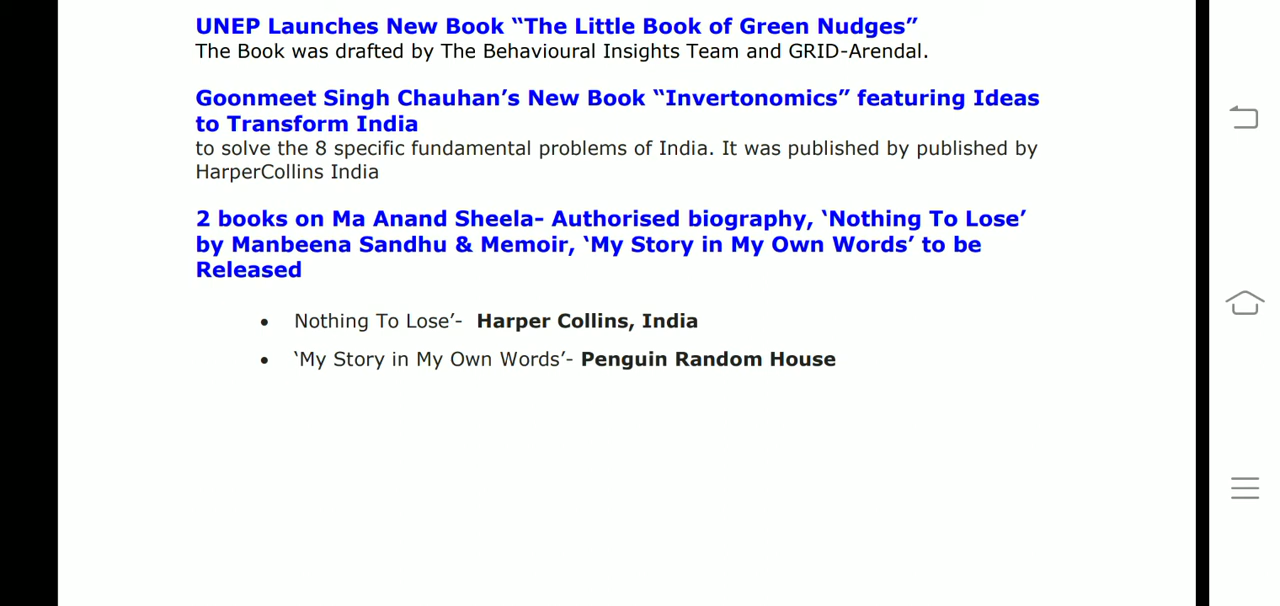 UNEP Launches New Book “The Little Book of Green Nudges”
The Book was drafted by The Behavioural Insights Team and GRID-Arendal.
Goonmeet Singh Chauhan’s New Book “Invertonomics” featuring Ideas
to Transform India
to solve the 8 specific fundamental problems of India. It was published by published by
HarperCollins India
2 books on Ma Anand Sheela- Authorised biography, ‘Nothing To Lose’
by Manbeena Sandhu & Memoir, ‘My Story in My Own Words’ to be
Released
• Nothing To Lose’- Harper Collins, India
• ‘My Story in My Own Words’- Penguin Random House